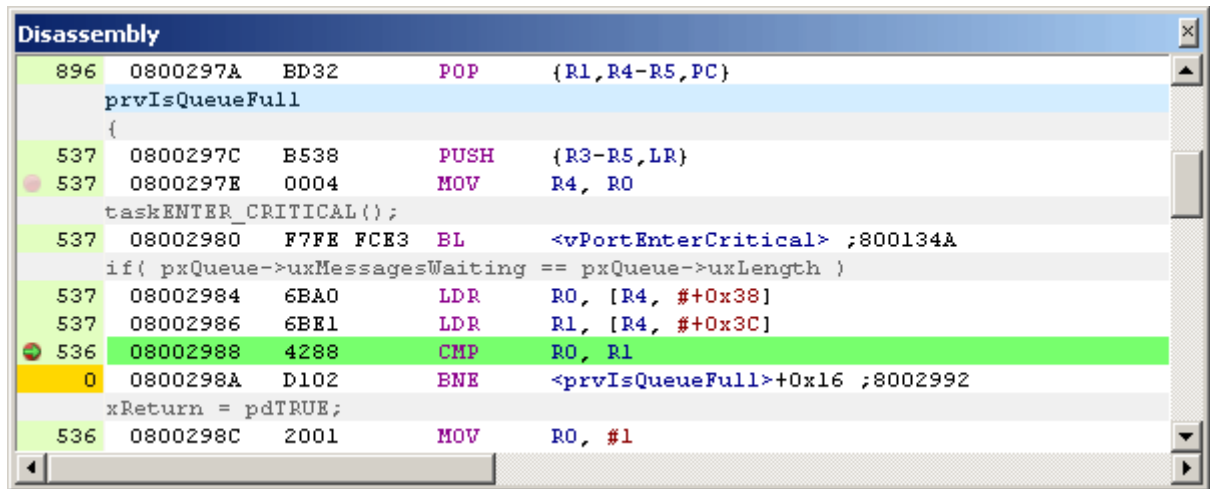 Disassembly
896 0800297A BD32 POP {R1,R4-R5,PC}
prvIsQueueFull
{
537 0800297C B538 PUSH {R3-R5,LR}
537 0800297E 0004 MOV R4, R0
taskENTER_CRITICAL();
537 08002980 F7FE FCE3 BL <vPortEnterCritical> ;800134A
if( pxQueue->uxMessagesWaiting == pxQueue->uxLength )
537 08002984 6BA0 LDR R0, [R4, #+0x38]
537 08002986 6BE1 LDR R1, [R4, #+0x3C]
536 08002988 4288 CMP R0, R1
0 0800298A D102 BNE <prvIsQueueFull>+0x16 ;8002992
xReturn = pdTRUE;
536 0800298C 2001 MOV R0, #1